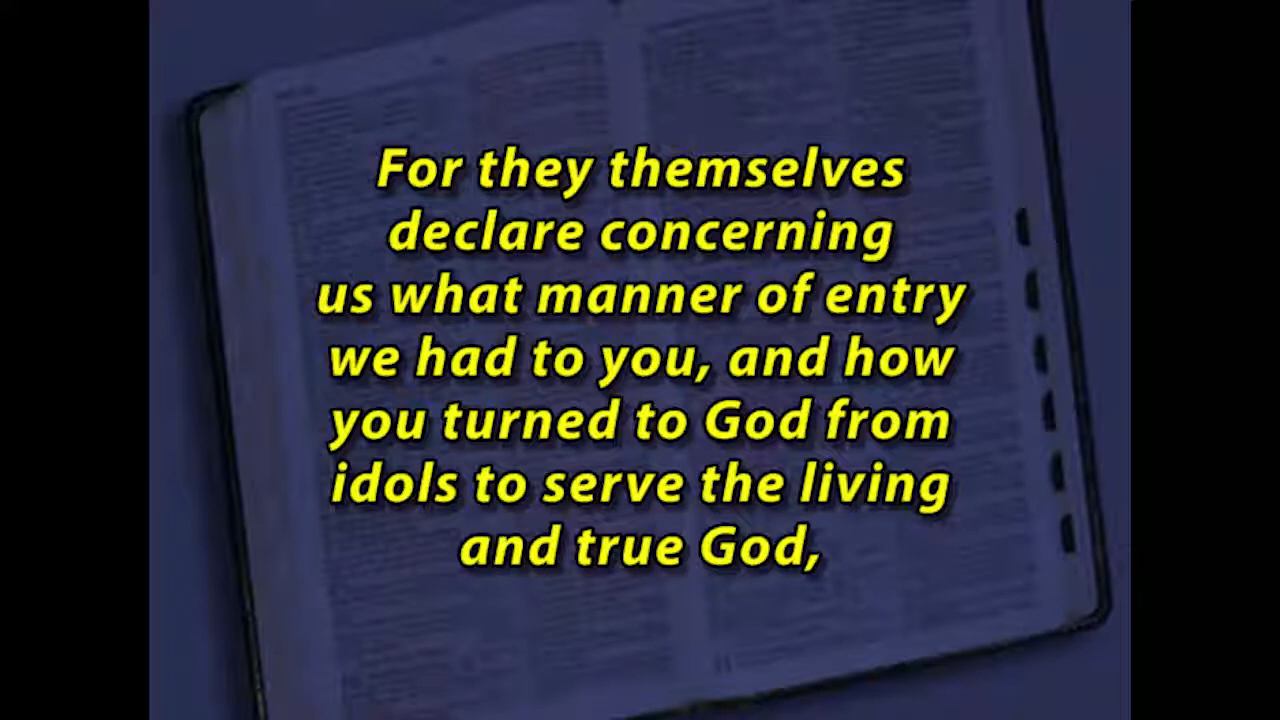 For they themselves
declare concerning
us what manner of entry
we had to you, and how
you turned to God from
idols to serve the living
and true God,